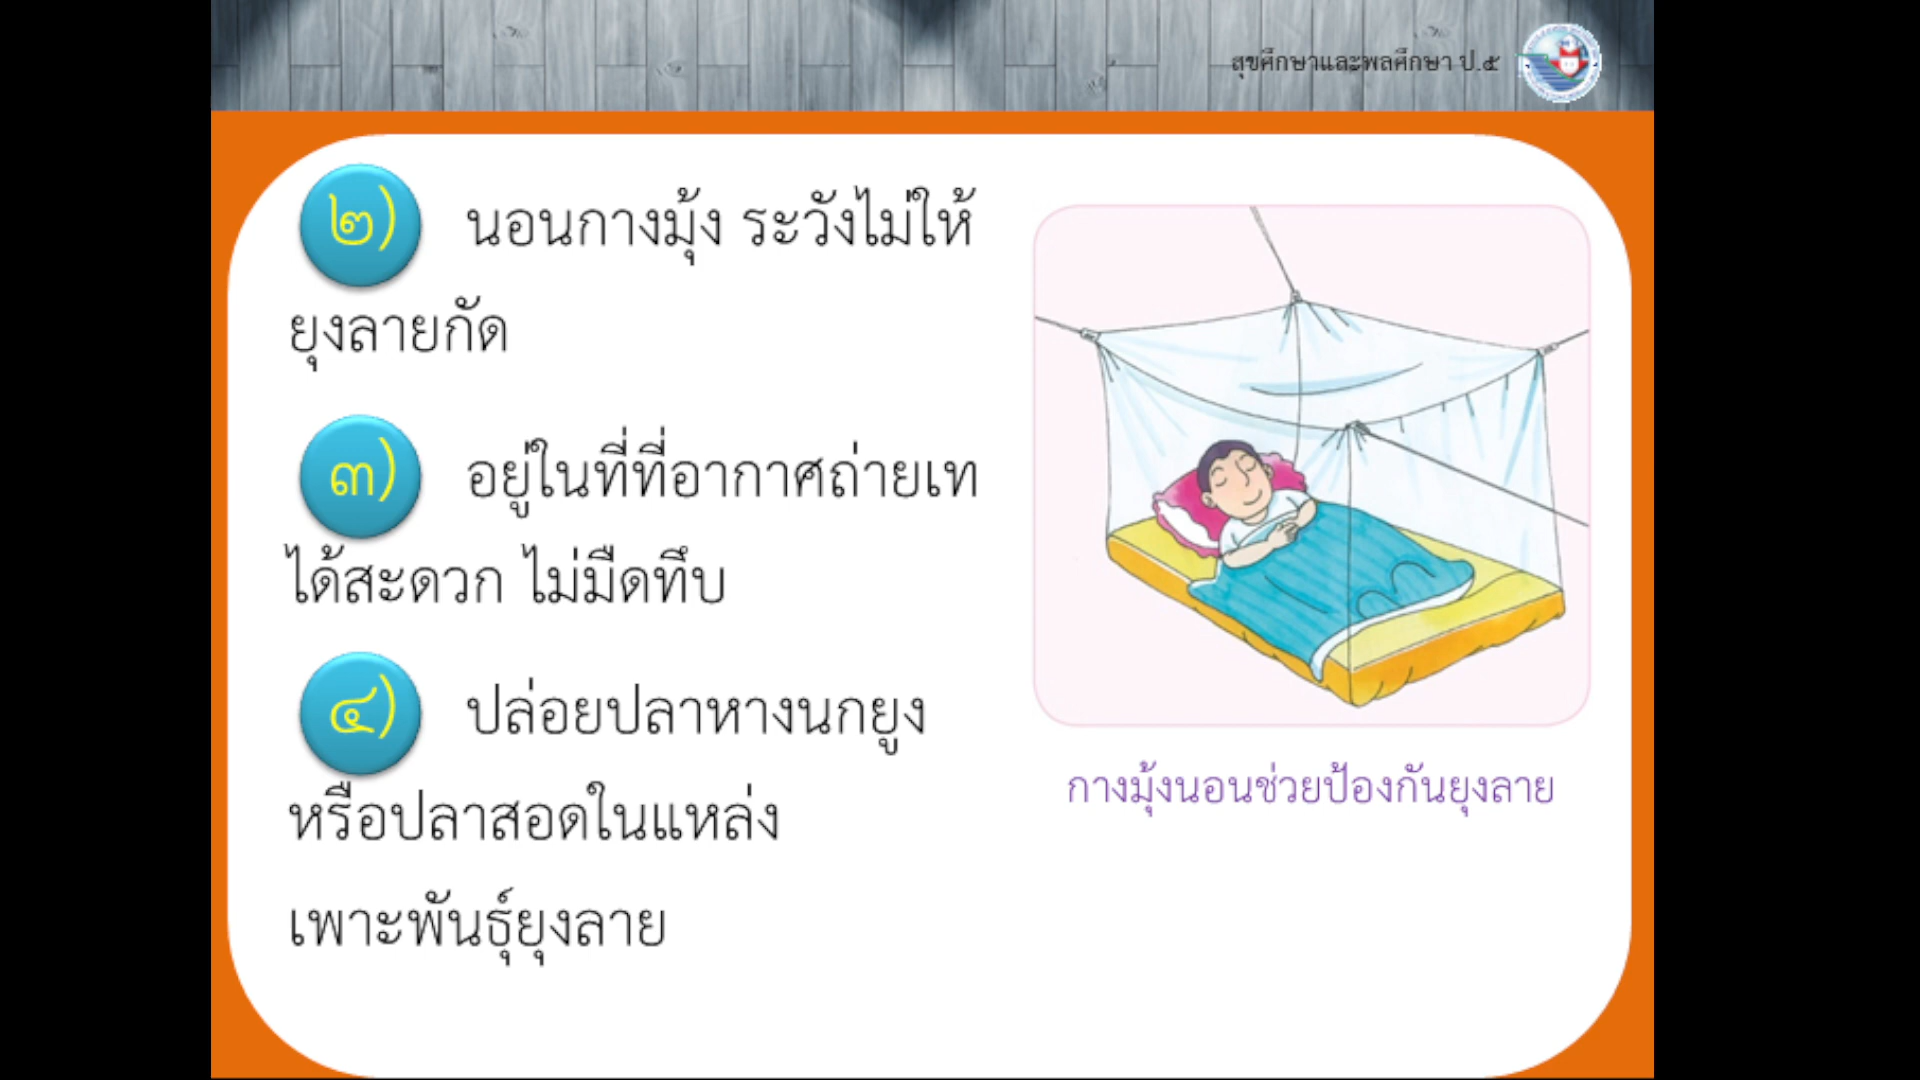 สุขศึกษาและพลศึกษา ป.๕
๒) นอนกางมุ้ง ระวังไม่ให้
ยุงลายกัด
๓) อยู่ในที่ที่อากาศถ่ายเท
ได้สะดวก ไม่มืดทึบ
๔) ปล่อยปลาหางนกยูง
หรือปลาสอดในแหล่ง
เพาะพันธุ์ยุงลาย
กางมุ้งนอนช่วยป้องกันยุงลาย